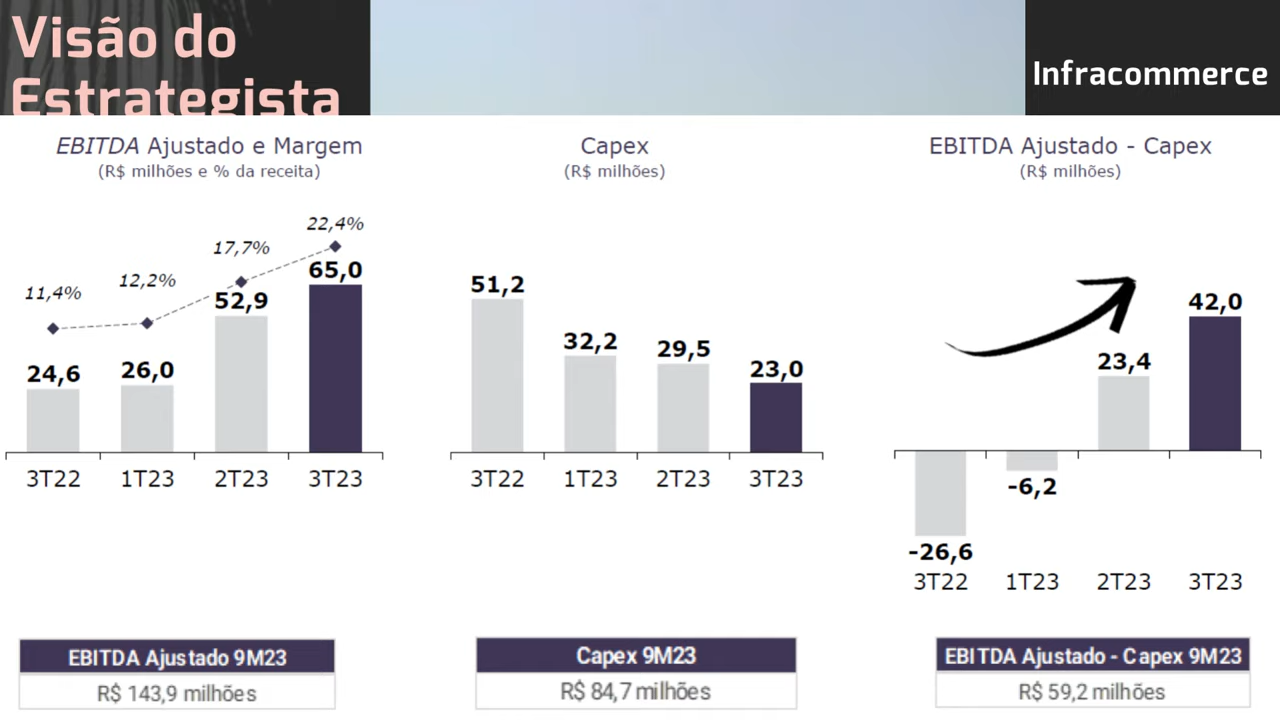 Visão do
Estrategista
Infracommerce
EBITDA Ajustado e Margem
(R$ milhões e % da receita)
22,4%
17,7%
12,2%
11,4%
65,0
52,9
26,0
24,6
3T22 1T23 2T23 3T23
EBITDA Ajustado 9M23
R$ 143,9 milhões
Capex
(R$ milhões)
51,2
32,2
29,5
23,0
3T22 1T23 2T23 3T23
Capex 9M23
R$ 84,7 milhões
EBITDA Ajustado - Capex
(R$ milhões)
42,0
23,4
-6,2
-26,6
3T22 1T23 2T23 3T23
EBITDA Ajustado - Capex 9M23
R$ 59,2 milhões